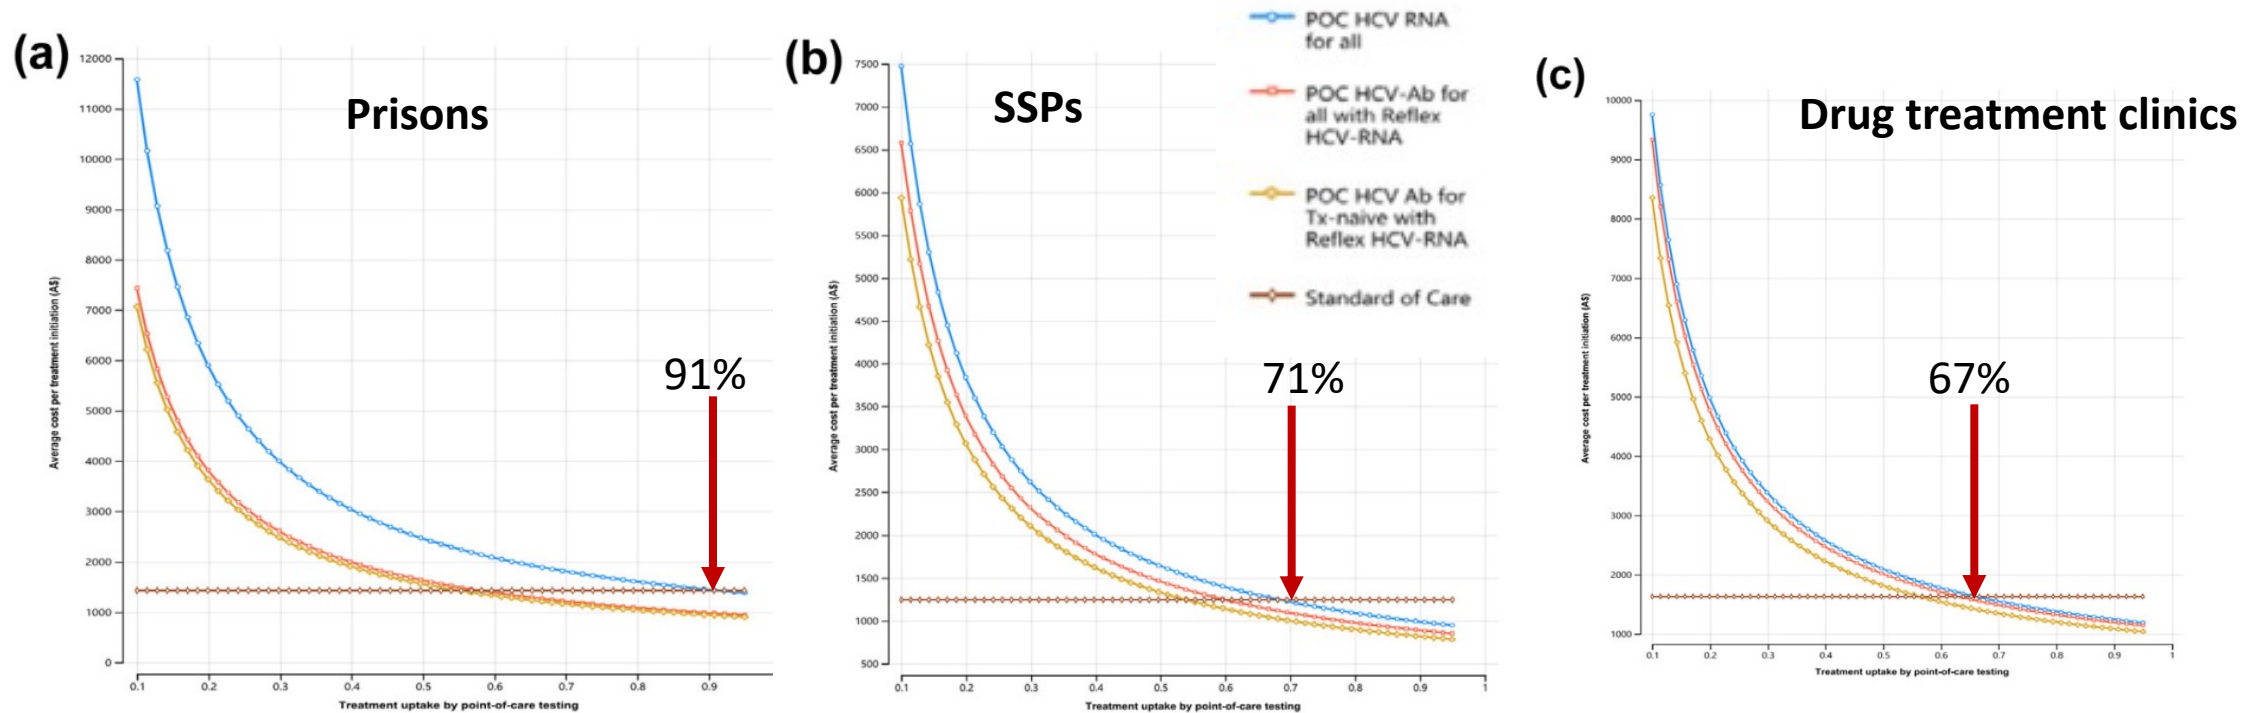 (a)
Prisons
91%
12000
11000
10000
9000
8000
7000
6000
5000
4000
3000
2000
1000
0
Average cost per treatment initiation (A$)
0.1 0.2 0.3 0.4 0.5 0.6 0.7 0.8 0.9
Treatment uptake by point-of-care testing
(b)
SSPs
71%
7500
7000
6500
6000
5500
5000
4500
4000
3500
3000
2500
2000
1500
1000
500
Average cost per treatment initiation (A$)
0.1 0.2 0.3 0.4 0.5 0.6 0.7 0.8 0.9 1
Treatment uptake by point-of-care testing
POC HCV RNA
for all
POC HCV-Ab for
all with Reflex
HCV-RNA
POC HCV Ab for
Tx-naive with
Reflex HCV-RNA
Standard of Care
(c)
Drug treatment clinics
67%
10000
9000
8000
7000
6000
5000
4000
3000
2000
1000
Average cost per treatment initiation (A$)
0.1 0.2 0.3 0.4 0.5 0.6 0.7 0.8 0.9 1
Treatment uptake by point-of-care testing